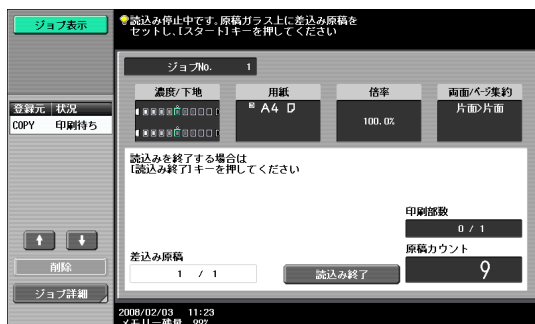 ジョブ表示
読込み停止中です。原稿ガラス上に差込み原稿を
セットし、[スタート]キーを押してください
ジョブNo. 1
濃度/下地 用紙 倍率 両面/ページ集約
A4 100.0% 片面>片面
登録元 状況
COPY 印刷待ち
読込みを終了する場合は
[読込み終了]キーを押してください
印刷部数
0 / 1
原稿カウント
9
差込み原稿
1 / 1
読込み終了
削除
ジョブ詳細
2008/02/03 11:23
メモリー残量 99%